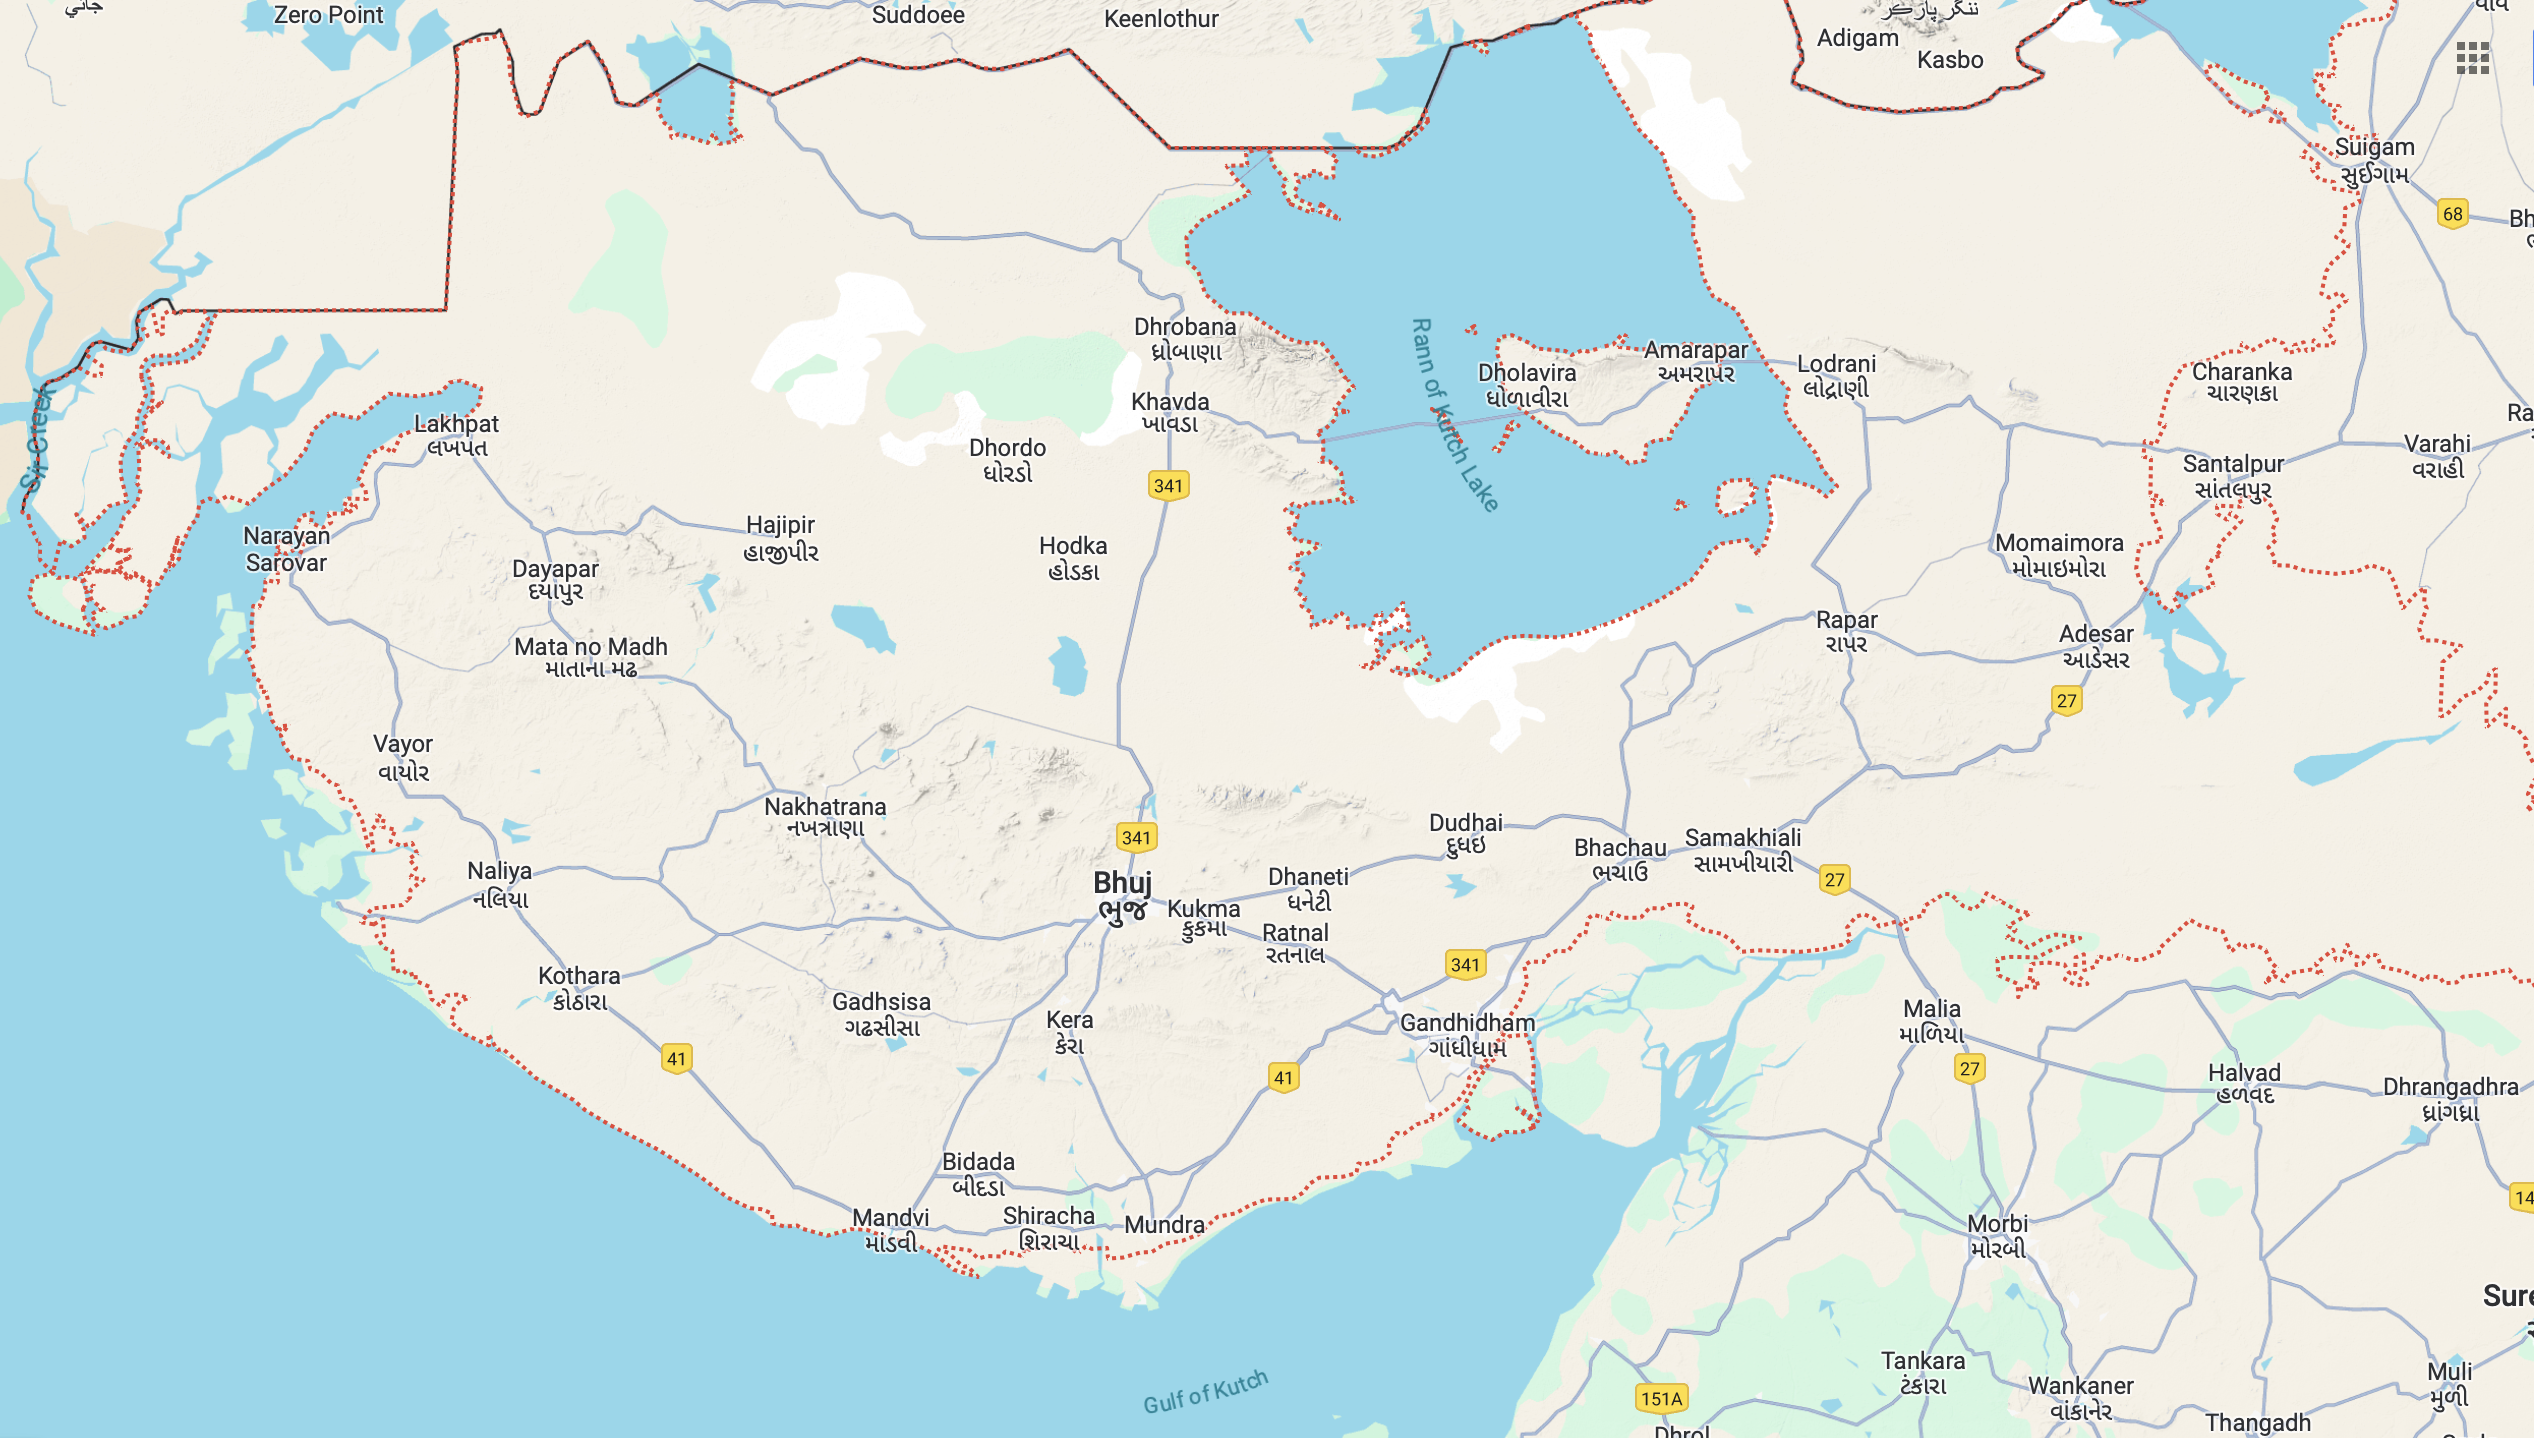 جاتي
Zero Point
Suddoee
Keenlothur
ننگر پارڪر
Adigam
Kasbo
વાવ
Suigam
સુઈગામ
68
Bh
Sir Creek
Lakhpat
લખપત
Dhrobana
ધ્રોબાણા
Khavda
ખાવડા
Dhordo
ધોરડો
341
Rann of Kutch Lake
Dholavira
ધોળાવીરા
Amarapar
અમરાપર
Lodrani
લોદ્રાણી
Charanka
ચારણકા
Ra
Varahi
વરાહી
Santalpur
સાંતલપુર
Narayan
Sarovar
Hajipir
હાજીપીર
Dayapar
દયાપુર
Hodka
હોડકા
Momaimora
મોમાઇમોરા
Mata no Madh
માતાના મઢ
Rapar
રાપર
Adesar
આડેસર
27
Vayor
વાયોર
Nakhatrana
નખત્રાણા
341
Dudhai
દુધઇ
Bhachau
ભચાઉ
Samakhiali
સામખીયારી
27
Naliya
નલિયા
Bhuj
ભુજ
Kukma
કુકમા
Dhaneti
ધનેટી
Ratnal
રતનાલ
341
Kothara
કોઠારા
Gadhsisa
ગઢસીસા
Kera
કેરા
Gandhidham
ગાંધીધામ
Malia
માળિયા
41
41
27
Halvad
હળવદ
Dhrangadhra
ધ્રાંગધ્રા
Bidada
બીદડા
Mandvi
માંડવી
Shiracha
શિરાચા
Mundra
Morbi
મોરબી
14
Sure
Gulf of Kutch
Tankara
ટંકારા
Wankaner
વાંકાનેર
Muli
મુળી
151A
Dhrol
Thangadh